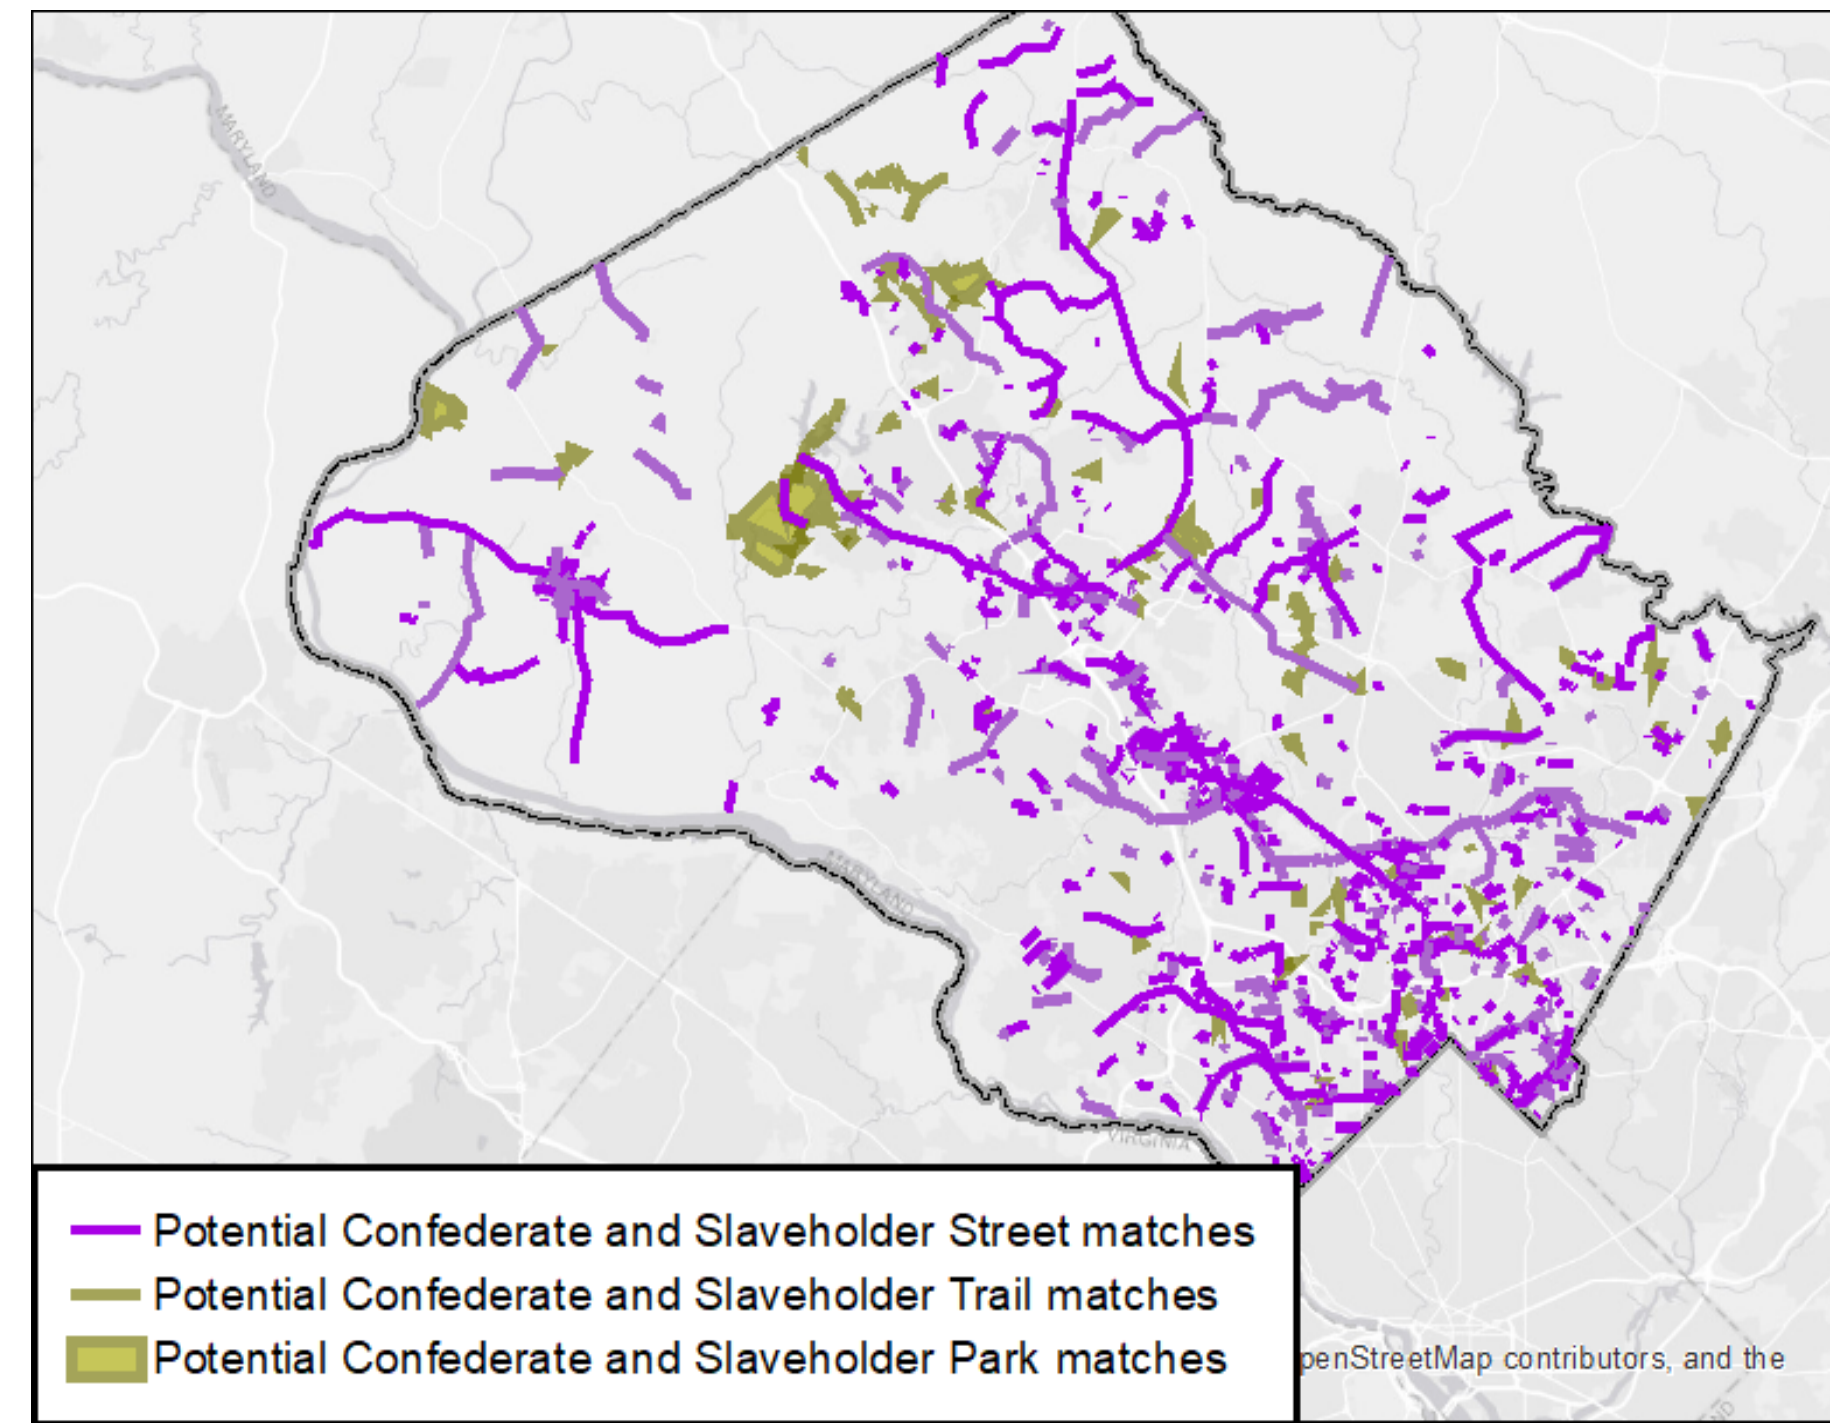 MARYLAND
MARYLAND
VIRGINIA
Potential Confederate and Slaveholder Street matches
Potential Confederate and Slaveholder Trail matches
Potential Confederate and Slaveholder Park matches
penStreetMap contributors, and the
ND